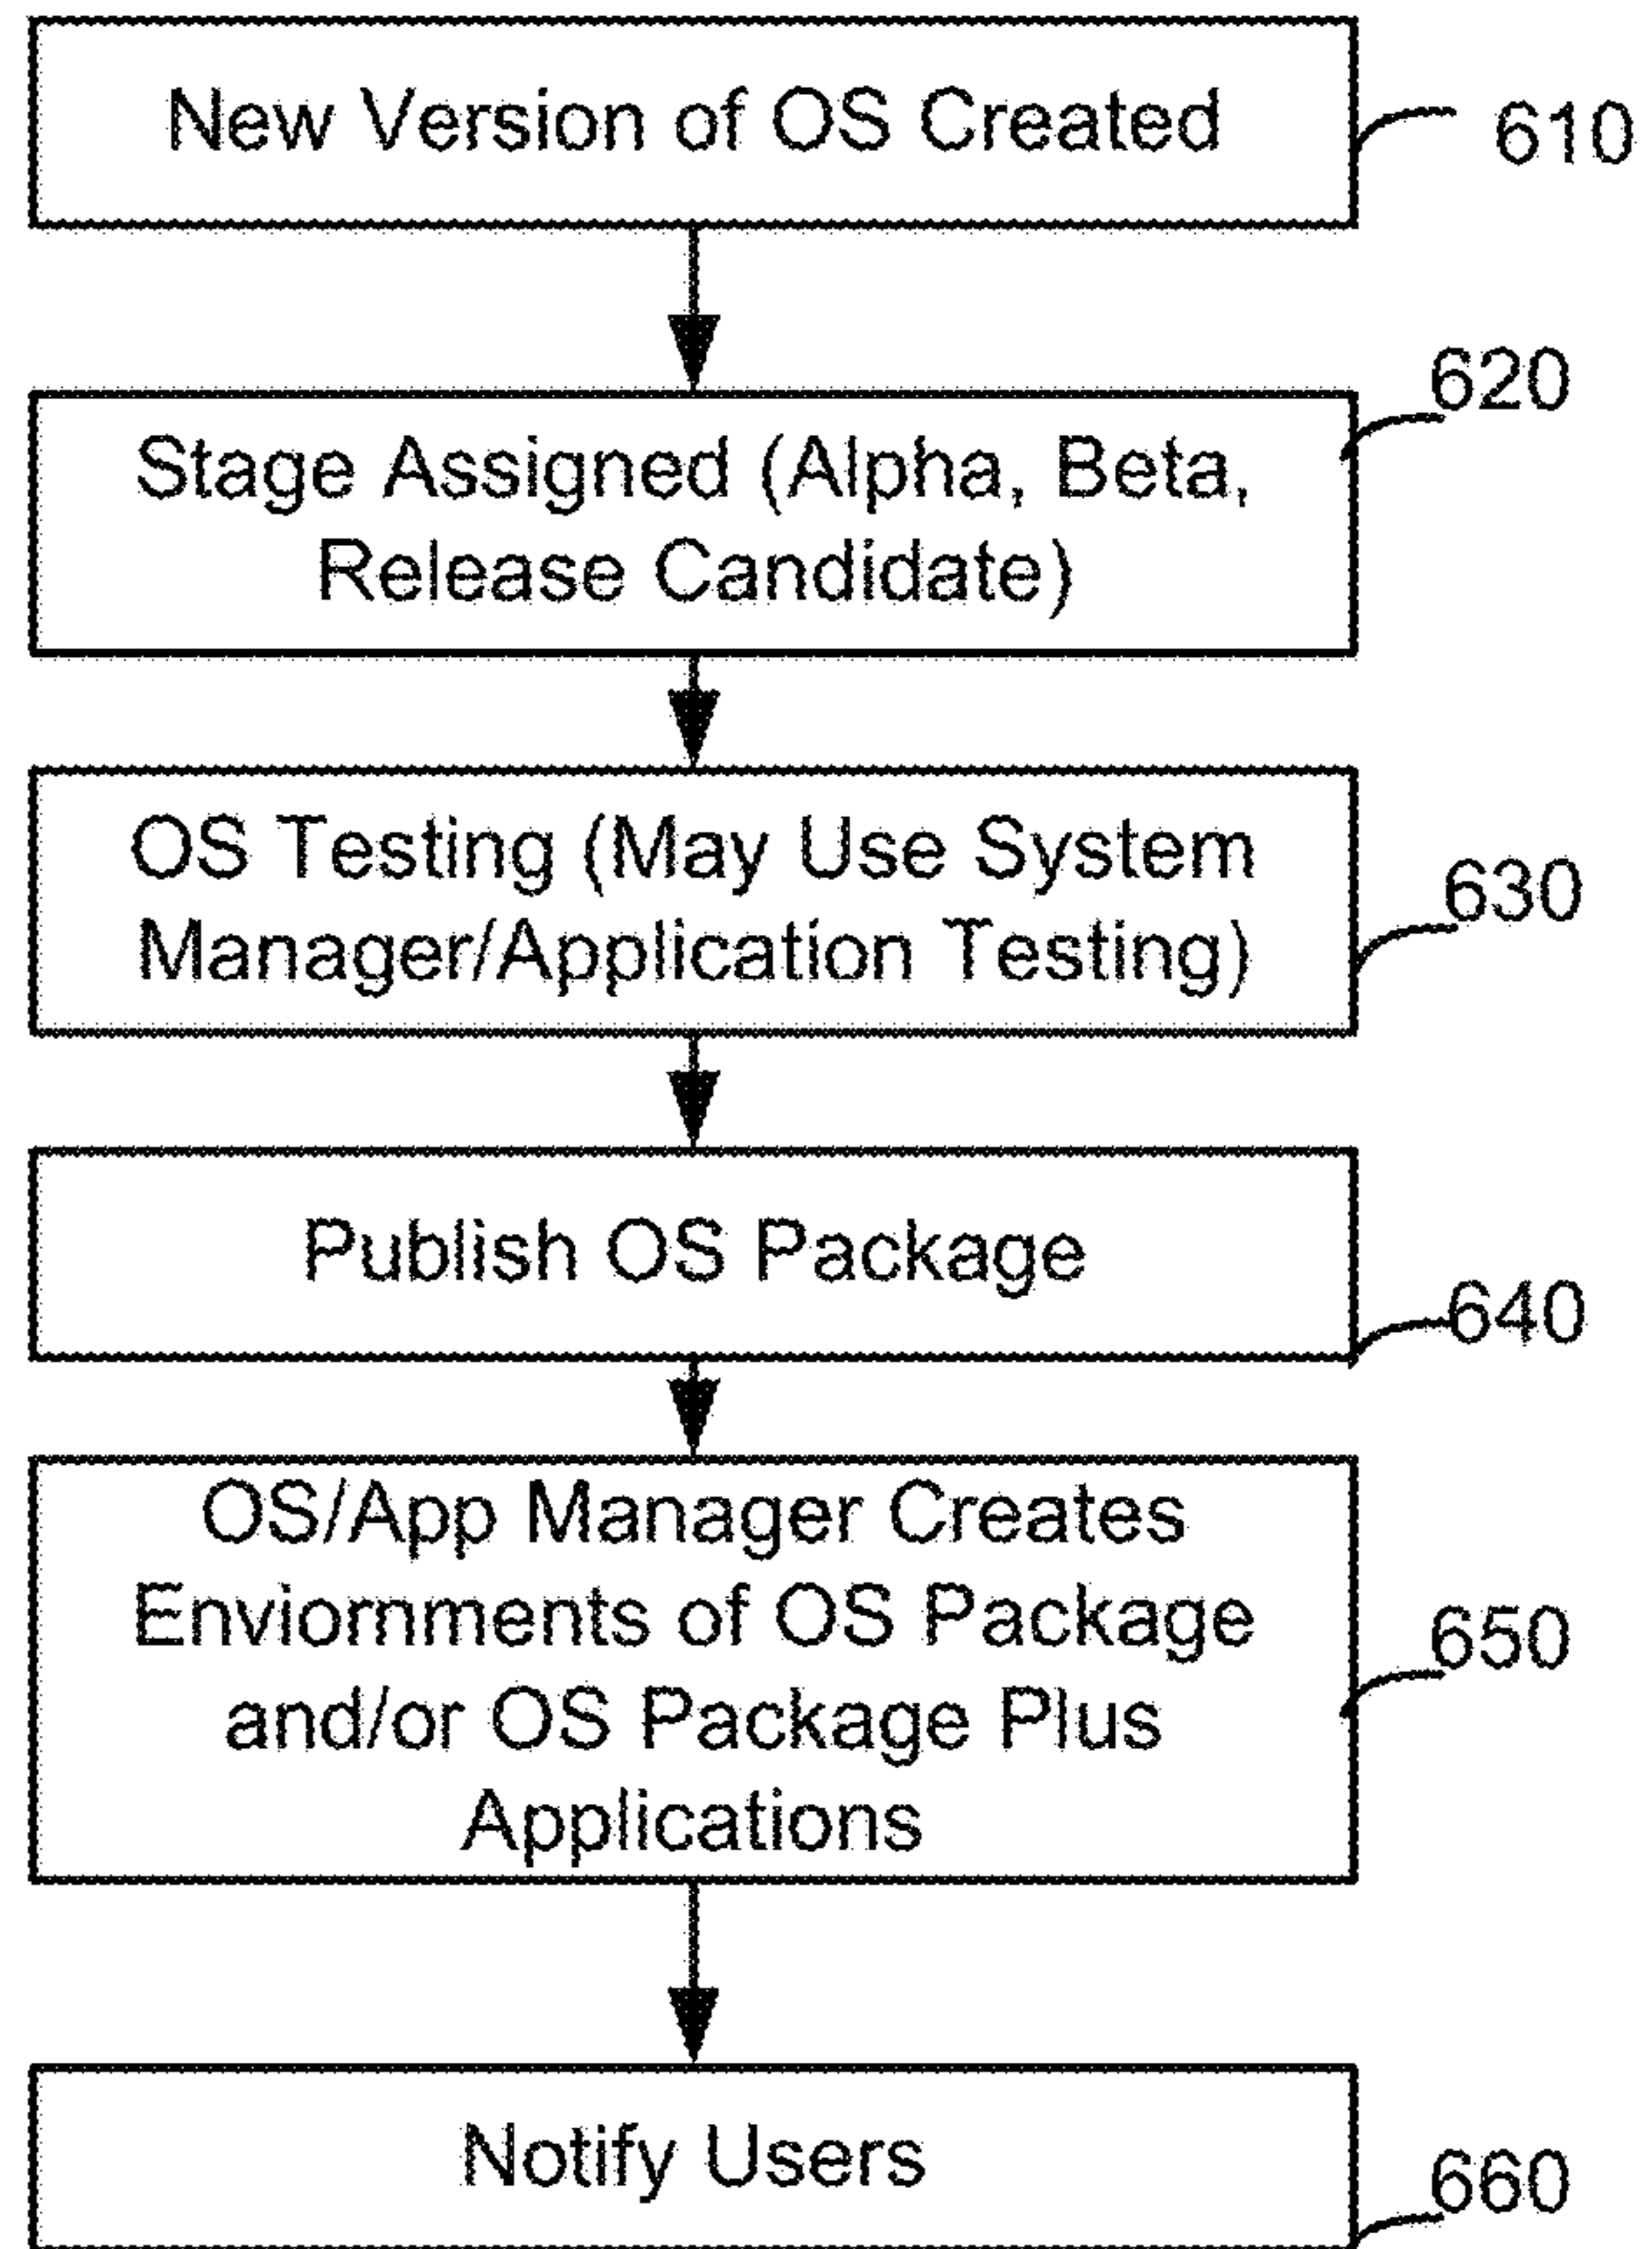 New Version of OS Created
610
620
Stage Assigned (Alpha, Beta,
Release Candidate)
OS Testing (May Use System
Manager/Application Testing)
630
Publish OS Package
640
OS/App Manager Creates
Enviornments of OS Package
and/or OS Package Plus
Applications
650
Notify Users
660